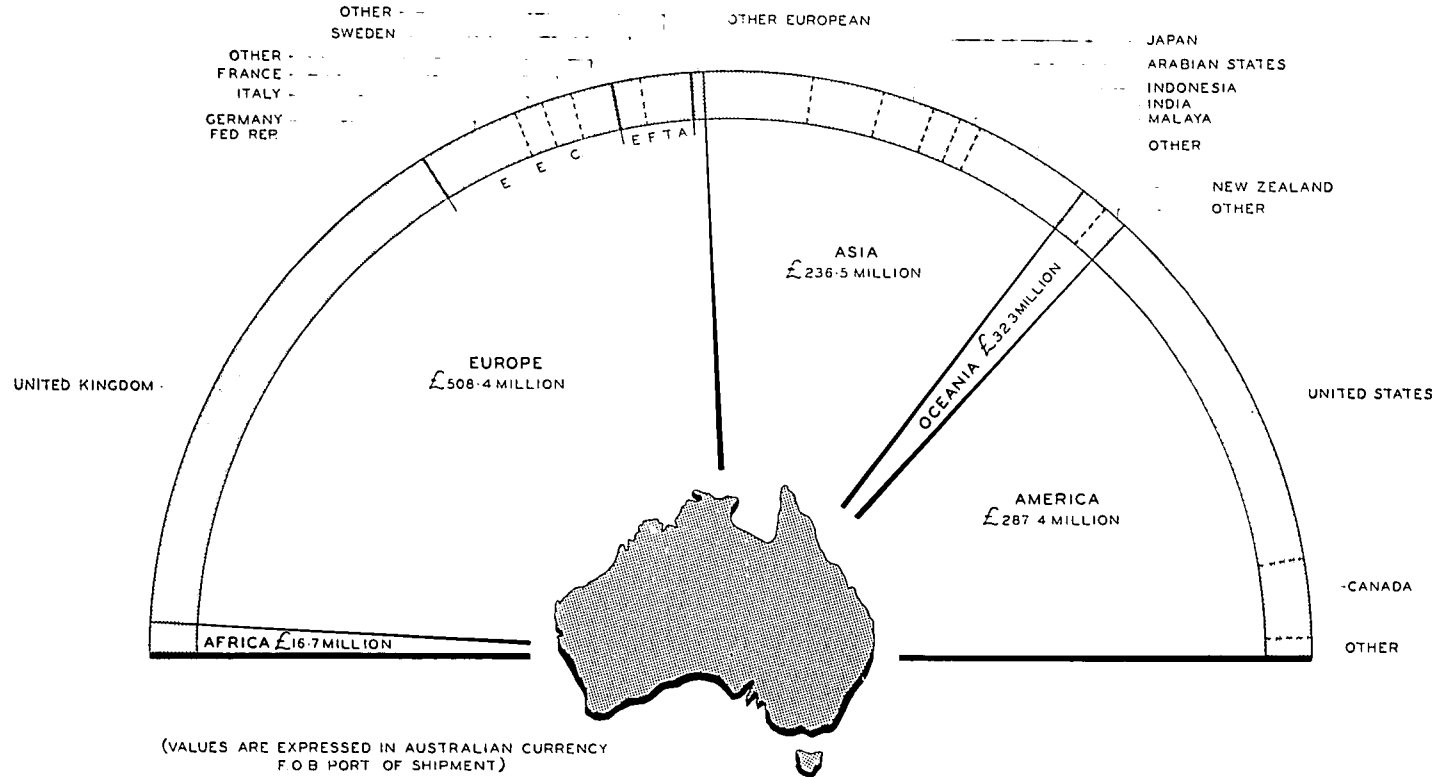 OTHER
SWEDEN
OTHER
FRANCE
ITALY
GERMANY
FED REP.
OTHER EUROPEAN
JAPAN
ARABIAN STATES
INDONESIA
INDIA
MALAYA
OTHER
NEW ZEALAND
OTHER
E E C
E F T A
ASIA
£236·5 MILLION
EUROPE
£508·4 MILLION
OCEANIA £32·3 MILLION
UNITED KINGDOM
UNITED STATES
AMERICA
£287·4 MILLION
CANADA
OTHER
AFRICA £16·7 MILLION
(VALUES ARE EXPRESSED IN AUSTRALIAN CURRENCY
F.O.B PORT OF SHIPMENT)